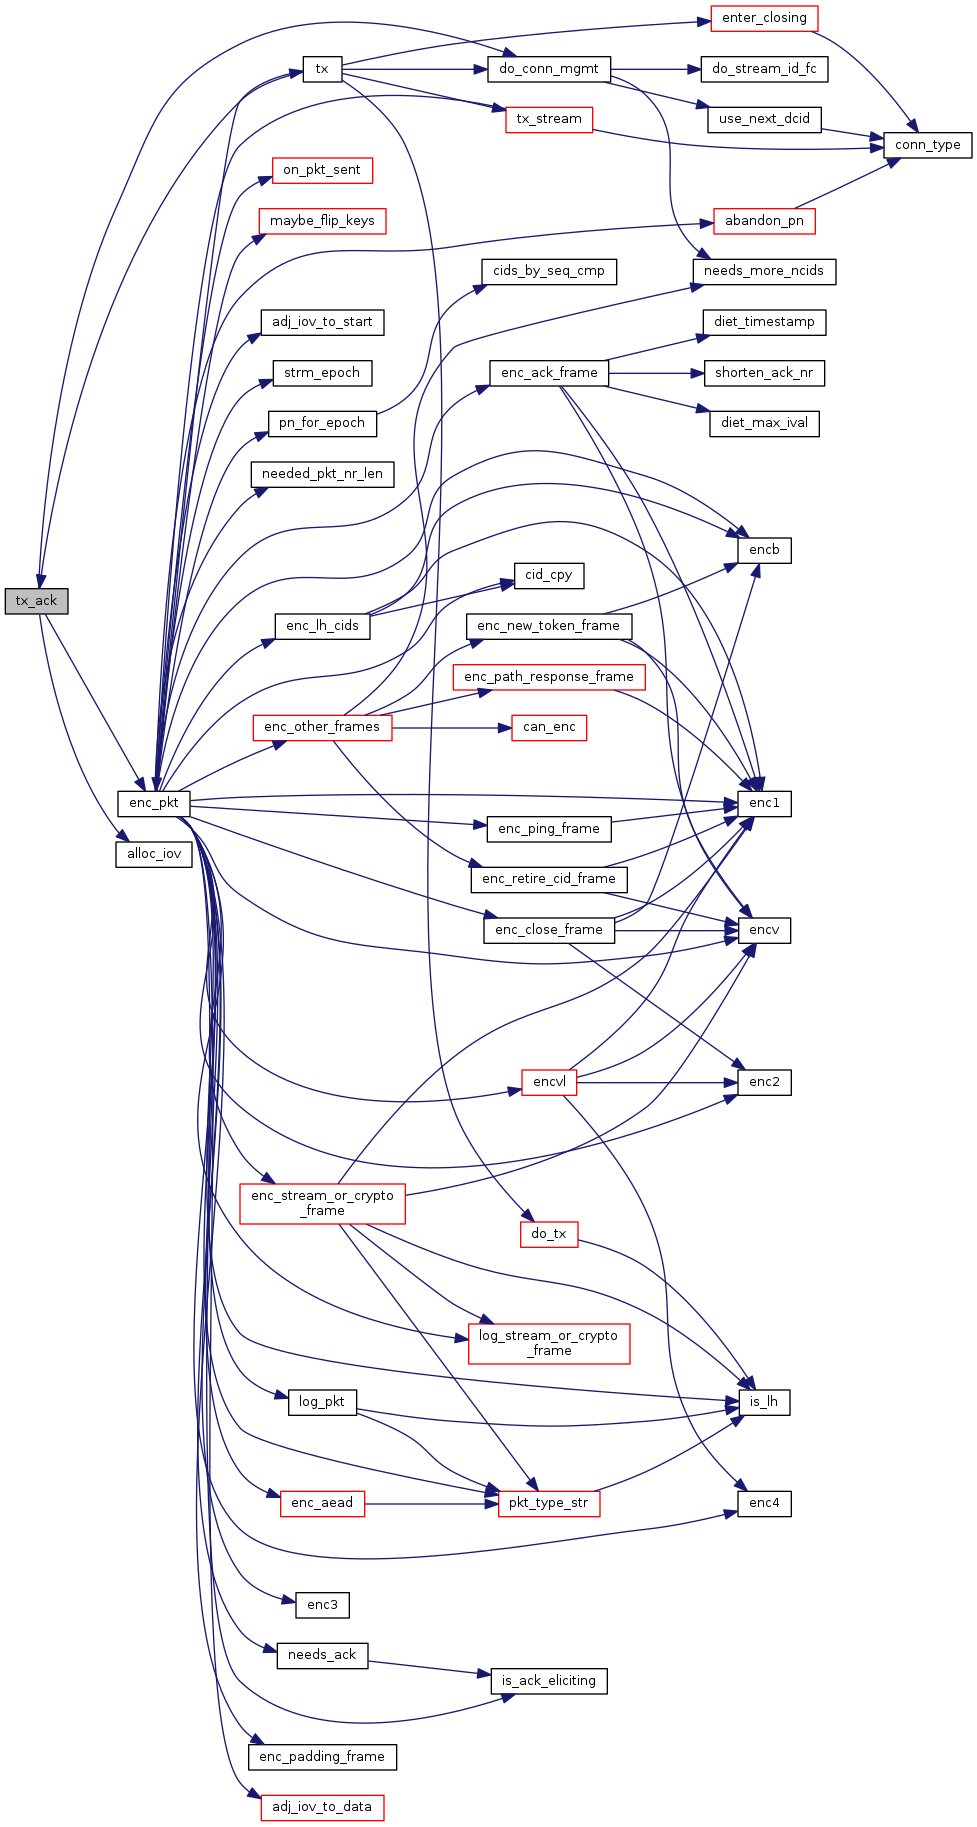 enter_closing
tx
do_conn_mgmt
do_stream_id_fc
tx_stream
use_next_dcid
conn_type
on_pkt_sent
maybe_flip_keys
abandon_pn
cids_by_seq_cmp
needs_more_ncids
adj_iov_to_start
diet_timestamp
strm_epoch
enc_ack_frame
shorten_ack_nr
pn_for_epoch
diet_max_ival
needed_pkt_nr_len
encb
cid_cpy
tx_ack
enc_lh_cids
enc_new_token_frame
enc_path_response_frame
enc_other_frames
can_enc
enc_pkt
enc1
enc_ping_frame
alloc_iov
enc_retire_cid_frame
enc_close_frame
encv
encvl
enc2
enc_stream_or_crypto
_frame
do_tx
log_stream_or_crypto
_frame
log_pkt
is_lh
enc_aead
pkt_type_str
enc4
enc3
needs_ack
is_ack_eliciting
enc_padding_frame
adj_iov_to_data